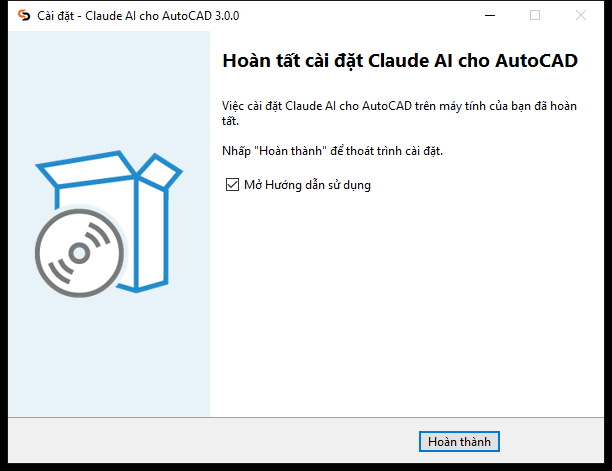 Cài đặt - Claude AI cho AutoCAD 3.0.0
Hoàn tất cài đặt Claude AI cho AutoCAD
Việc cài đặt Claude AI cho AutoCAD trên máy tính của bạn đã hoàn
tất.
Nhấp "Hoàn thành" để thoát trình cài đặt.
Mở Hướng dẫn sử dụng
Hoàn thành